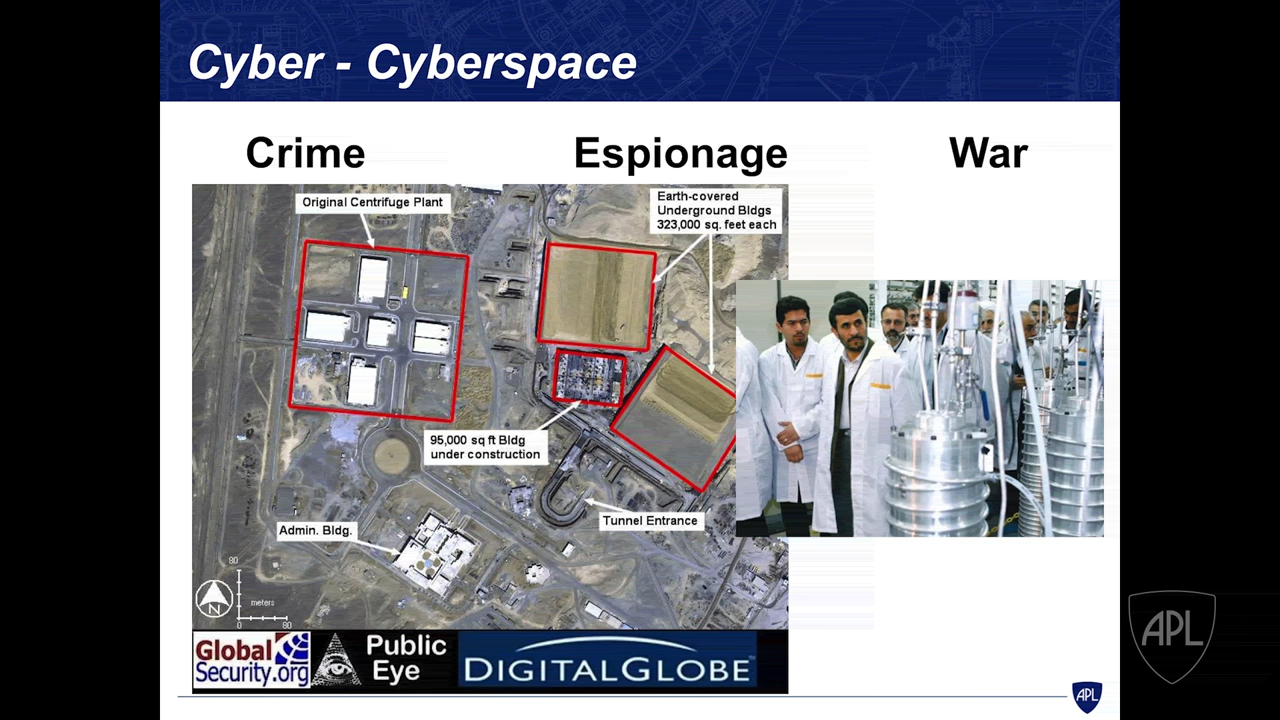 Cyber - Cyberspace
Crime
Espionage
War
Original Centrifuge Plant
Earth-covered
Underground Bldgs
323,000 sq. feet each
95,000 sq ft Bldg
under construction
Tunnel Entrance
Admin. Bldg.
80
N
meters
0
80
Global
Security.org
Public
Eye
DIGITALGLOBE
APL
APL